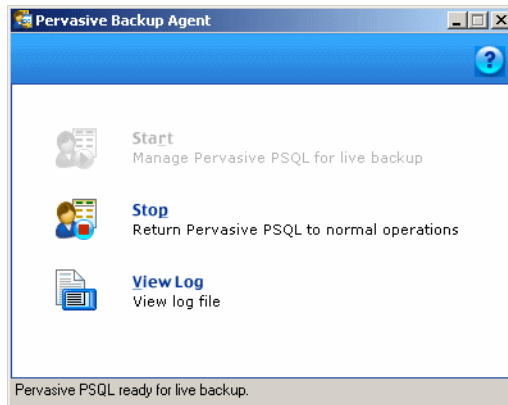 Pervasive Backup Agent
?
Start
Manage Pervasive PSQL for live backup
Stop
Return Pervasive PSQL to normal operations
View Log
View log file
Pervasive PSQL ready for live backup.